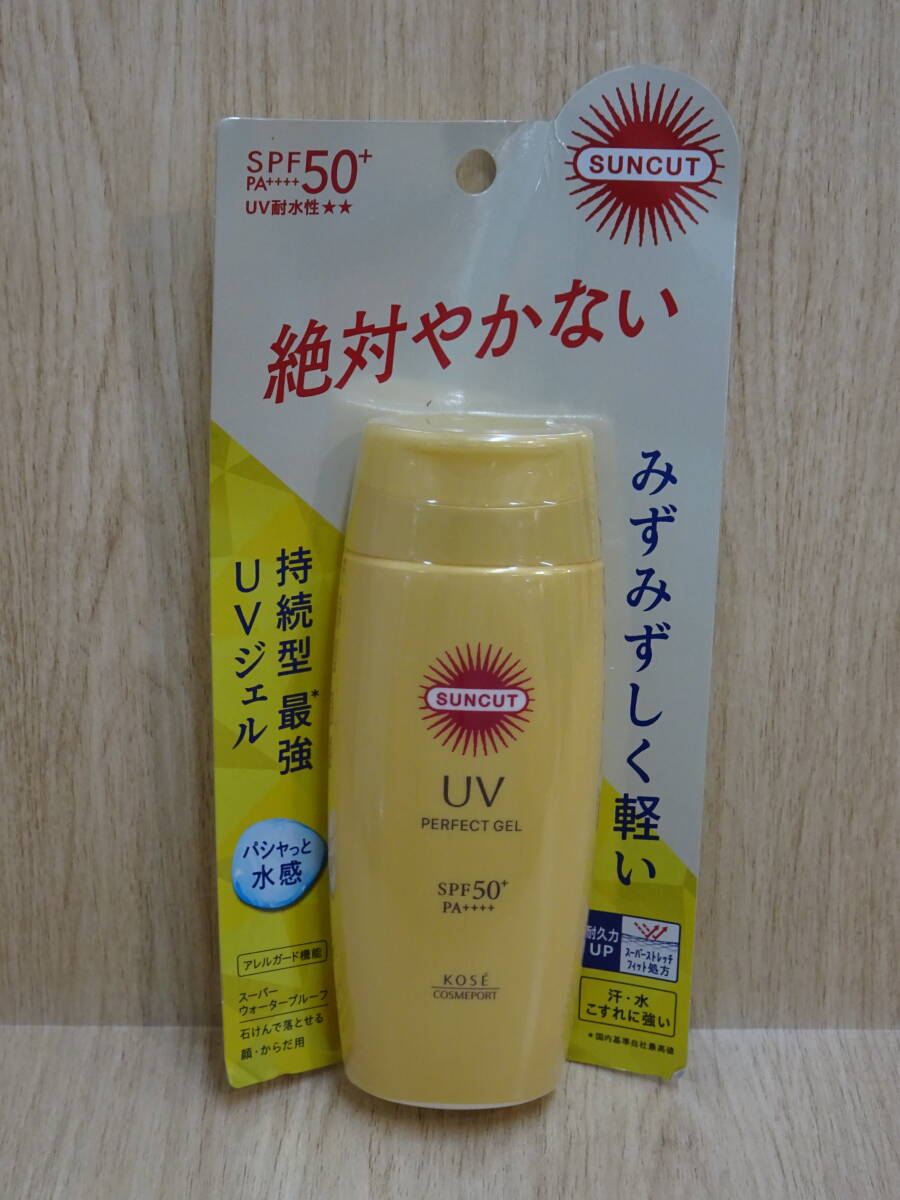 SPF50+
PA++++
UV耐水性★★
SUNCUT
絶対やかない
みずみずしく軽い
持続型 最強*
UVジェル
パシャっと
水感
アレルガード機能
スーパー
ウォータープルーフ
石けんで落とせる
顔・からだ用
SUNCUT
UV
PERFECT GEL
SPF50+
PA++++
KOSÉ
COSMEPORT
耐久力
UP
スーパーストレッチ
フィット処方
汗・水
こすれに強い
*国内基準自社最高値